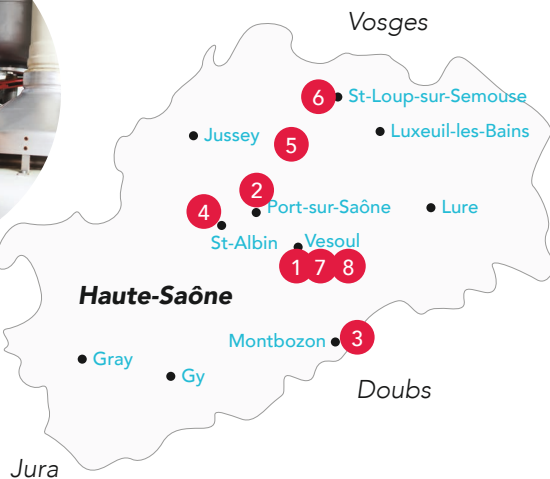 Vosges
6 St-Loup-sur-Semouse
Jussey
5
Luxeuil-les-Bains
2
4
Port-sur-Saône
Lure
St-Albin
Vesoul
1 7 8
Haute-Saône
Montbozon
3
Gray
Gy
Doubs
Jura